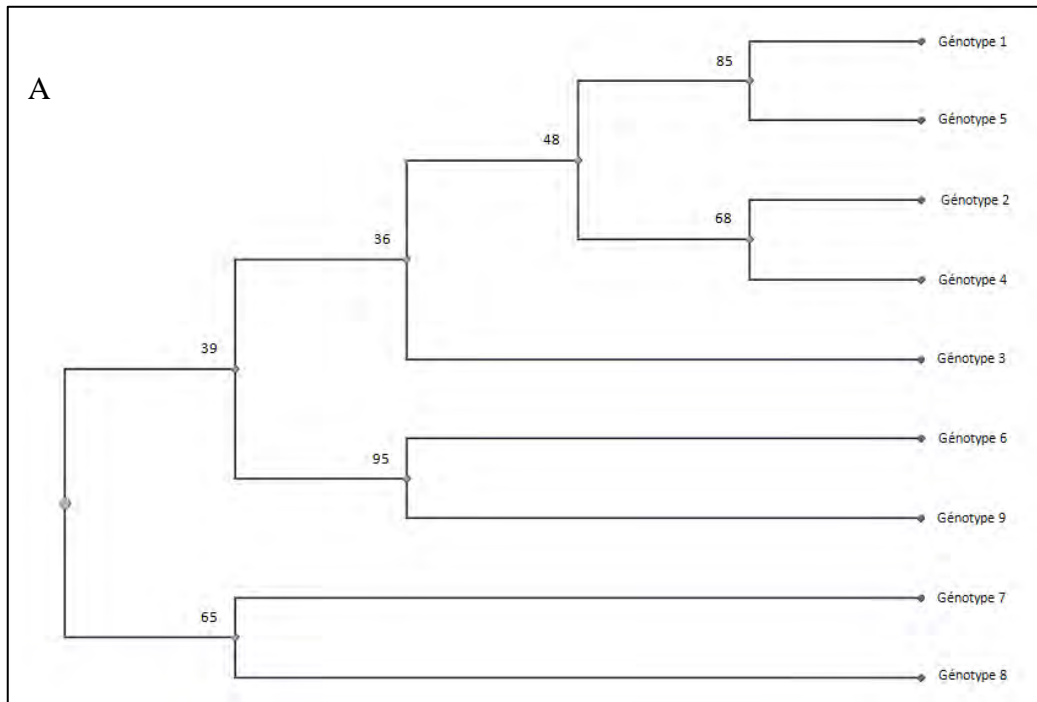 A
85
Génotype 1
Génotype 5
48
68
Génotype 2
Génotype 4
36
Génotype 3
39
95
Génotype 6
Génotype 9
65
Génotype 7
Génotype 8